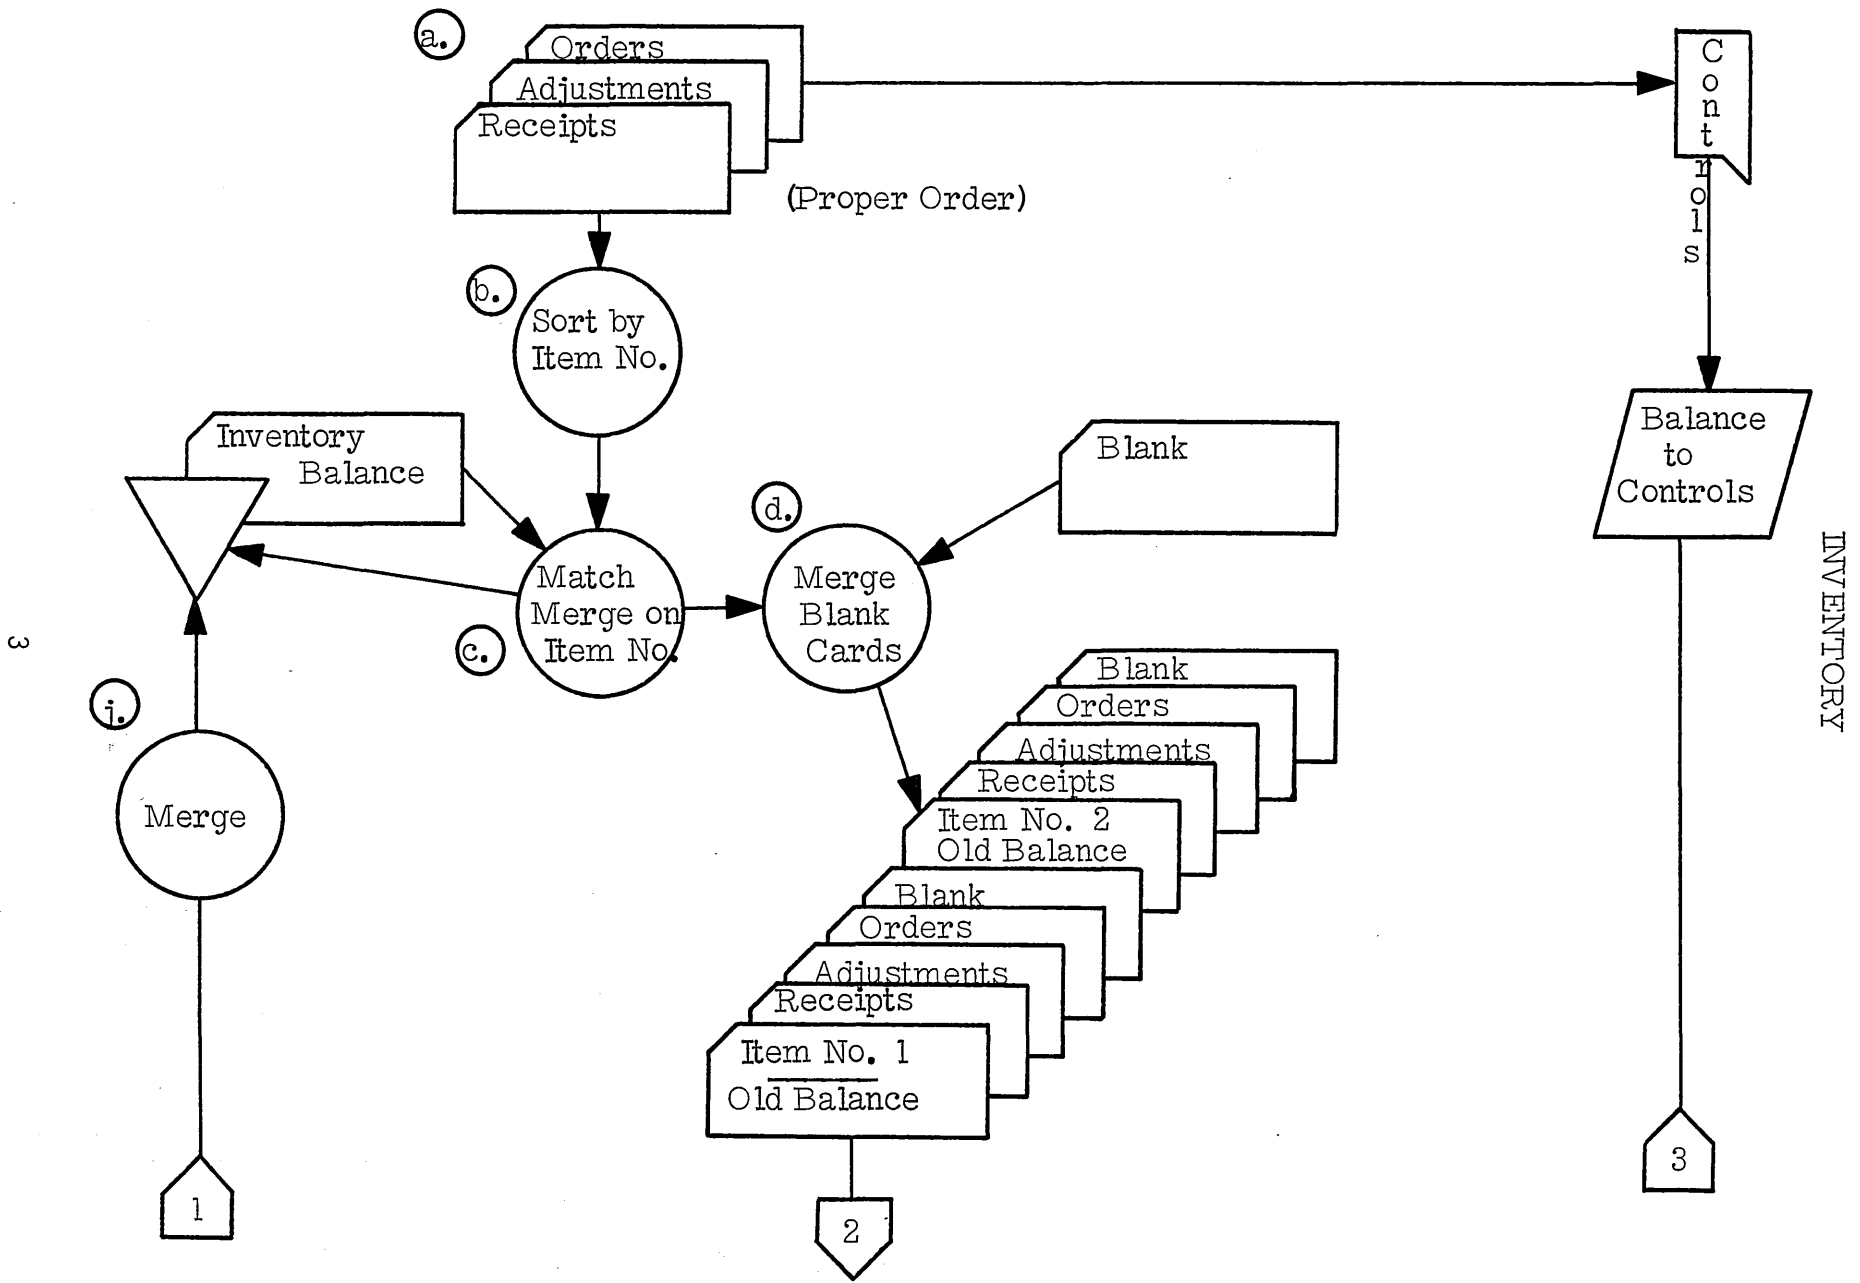 a.
Orders
Adjustments
Receipts
(Proper Order)
Controls
b.
Sort by
Item No.
Inventory
Balance
Blank
Balance
to
Controls
d.
Match
Merge on
Item No.
c.
Merge
Blank
Cards
INVENTORY
3
j.
Merge
Blank
Orders
Adjustments
Receipts
Item No. 2
Old Balance
Blank
Orders
Adjustments
Receipts
Item No. 1
Old Balance
1
2
3